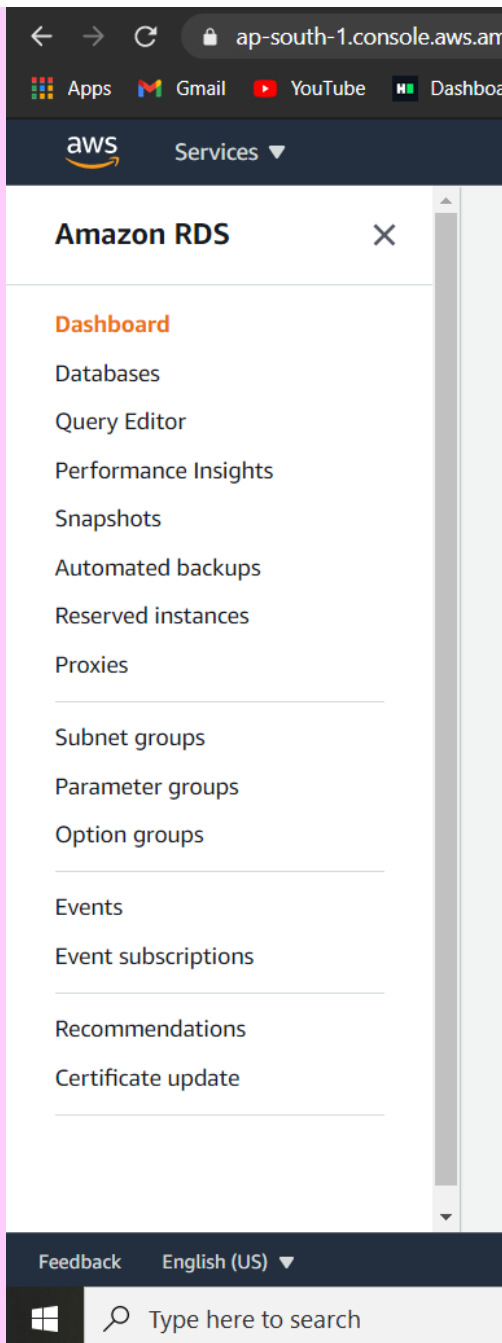 ap-south-1.console.aws.am
Apps Gmail YouTube Dashboa
aws Services
Amazon RDS
Dashboard
Databases
Query Editor
Performance Insights
Snapshots
Automated backups
Reserved instances
Proxies
Subnet groups
Parameter groups
Option groups
Events
Event subscriptions
Recommendations
Certificate update
Feedback English (US)
Type here to search